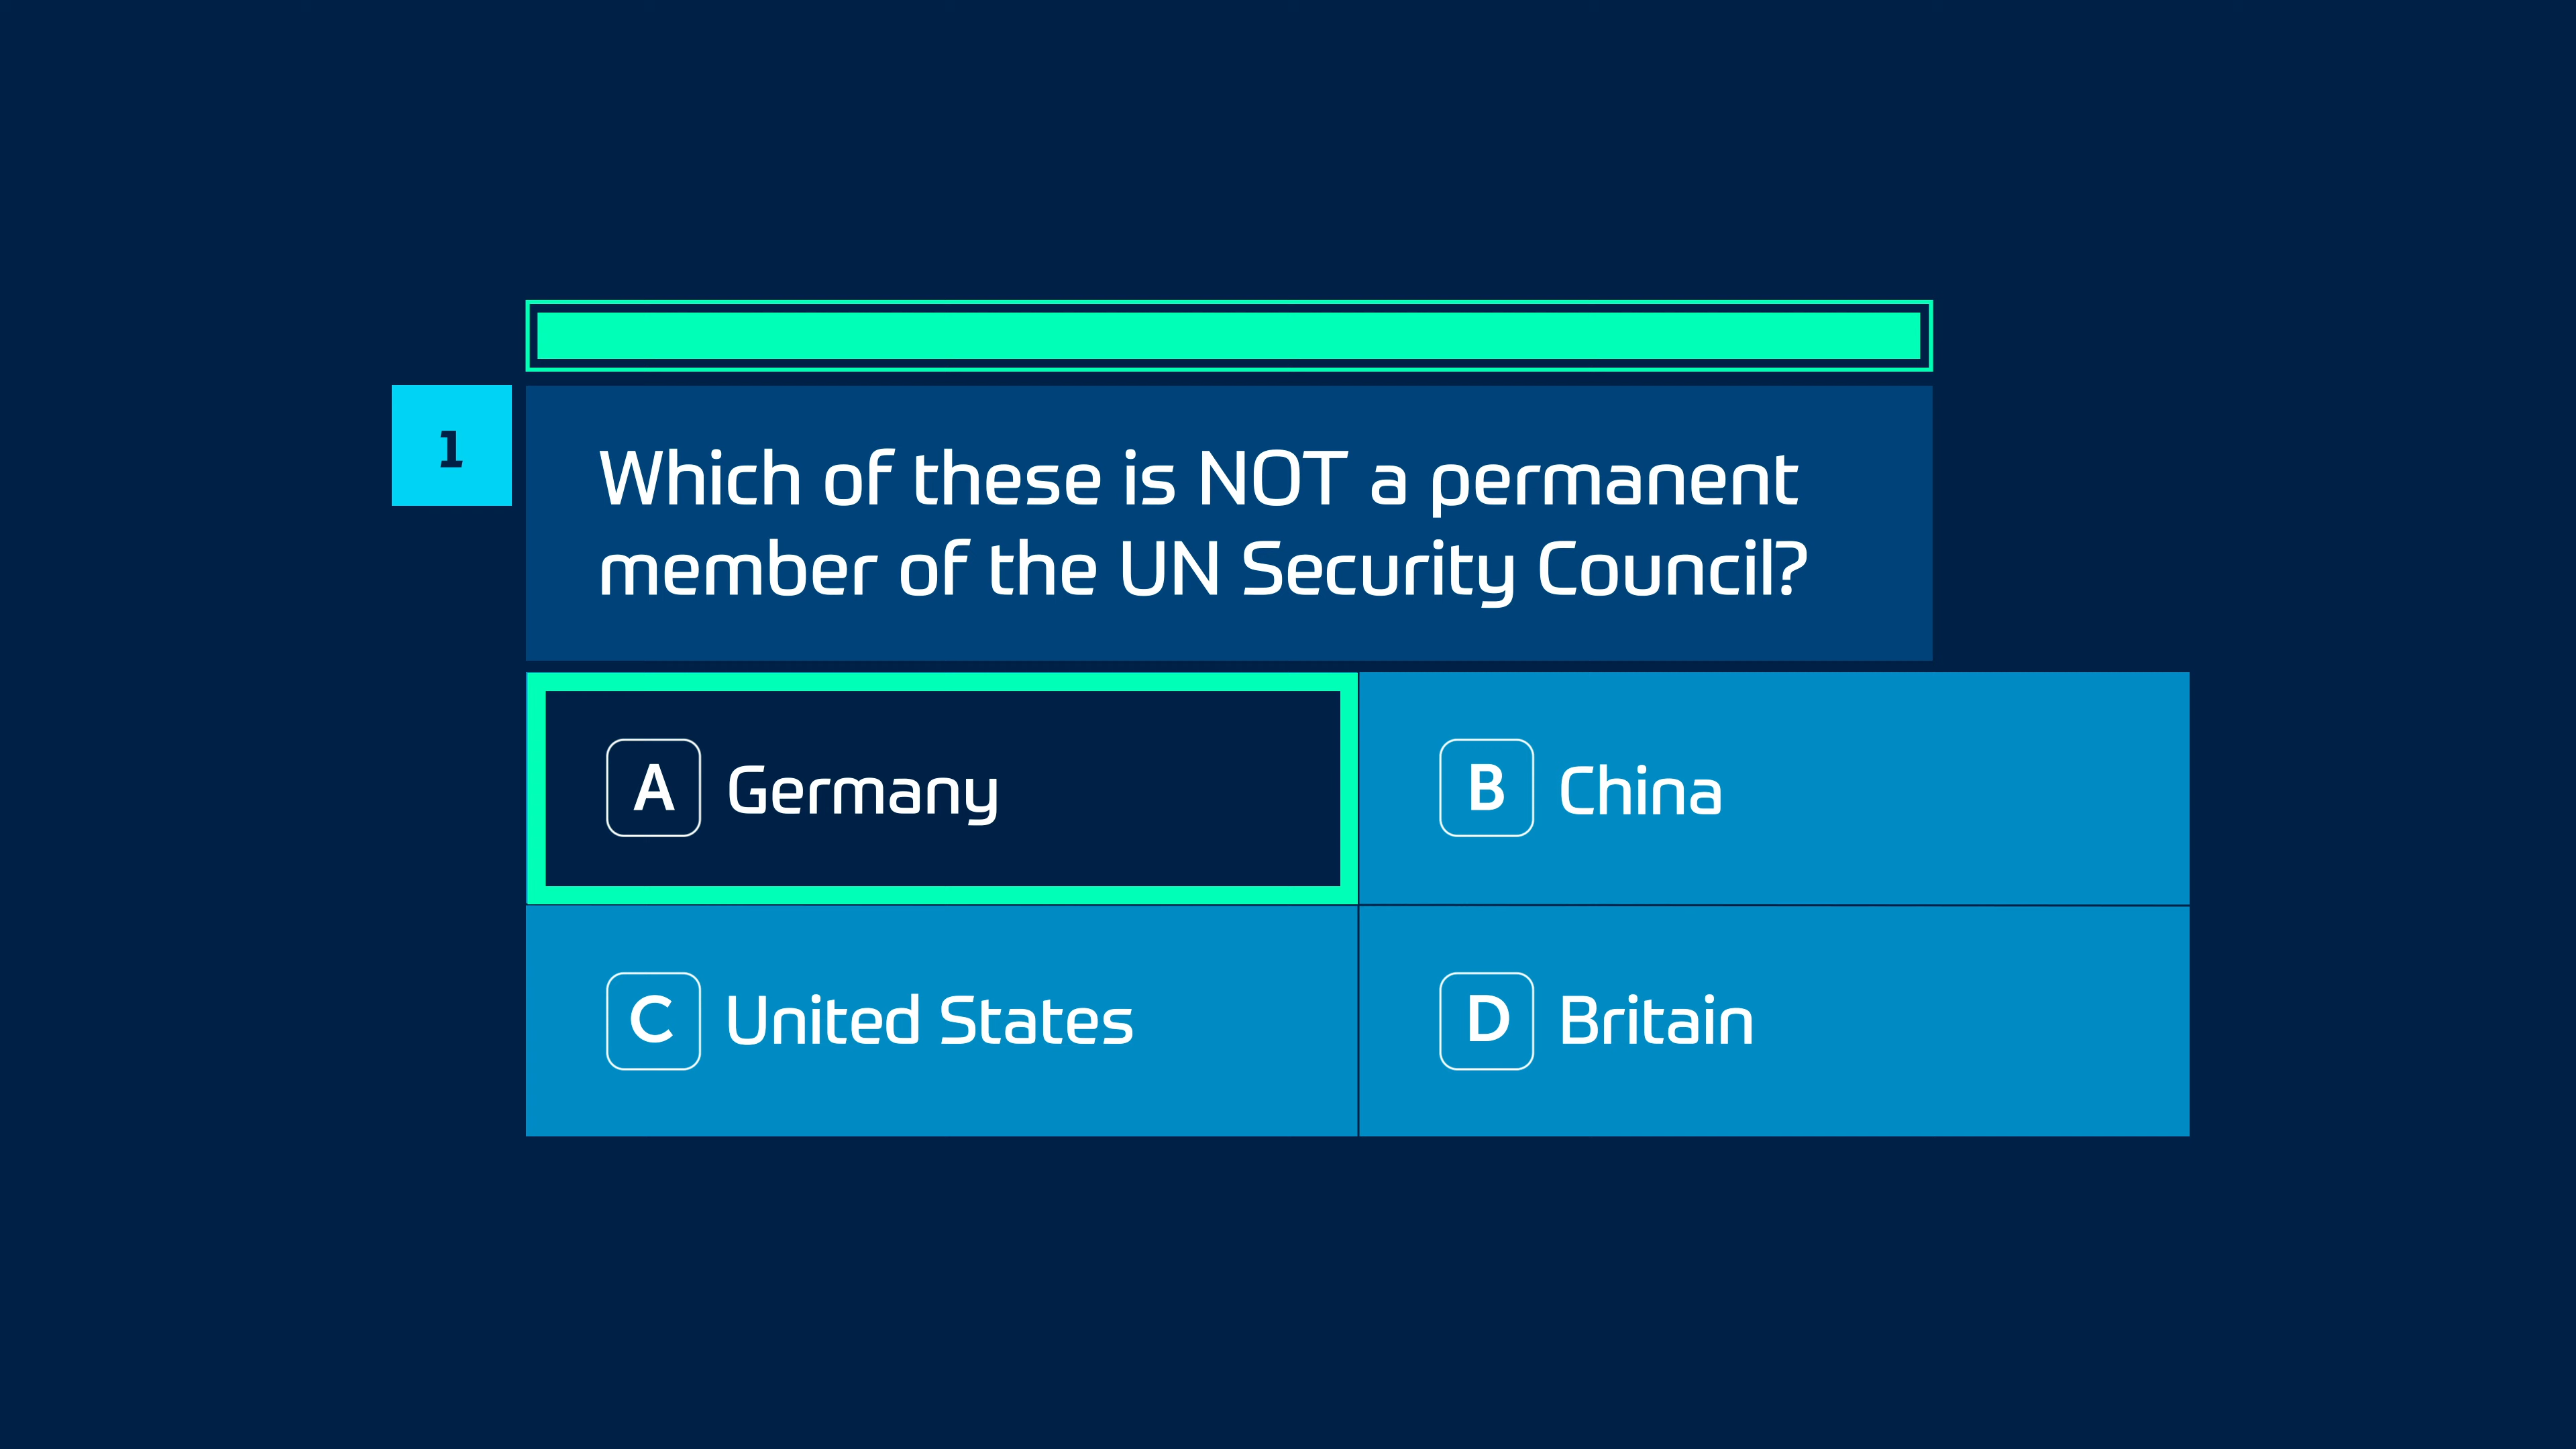 1
Which of these is NOT a permanent
member of the UN Security Council?
A Germany
B China
C United States
D Britain